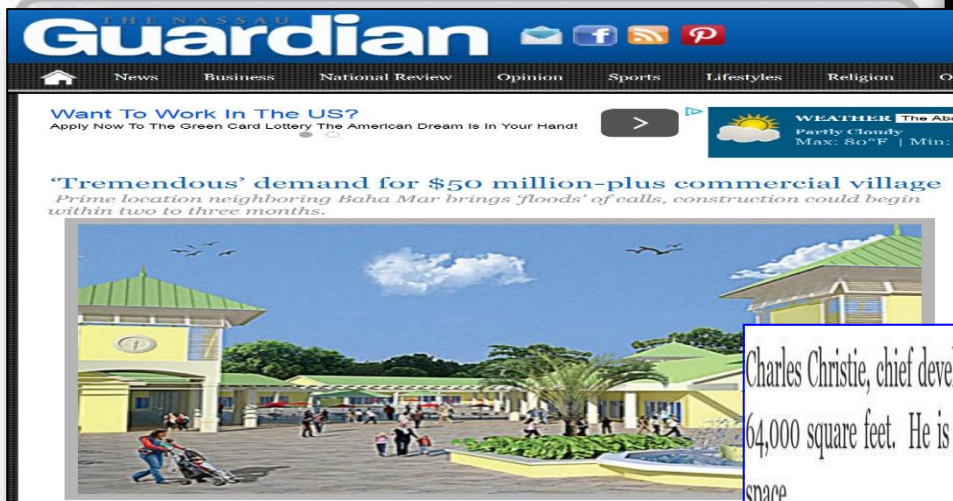 THE NASSAU
Guardian
News Business National Review Opinion Sports Lifestyles Religion O
Want To Work In The US?
Apply Now To The Green Card Lottery The American Dream Is In Your Hand!
>
WEATHER The Aba
Partly Cloudy
Max: 80°F | Min:
'Tremendous' demand for $50 million-plus commercial village
Prime location neighboring Baha Mar brings 'floods' of calls, construction could begin
within two to three months.
Charles Christie, chief devel
64,000 square feet. He is
space